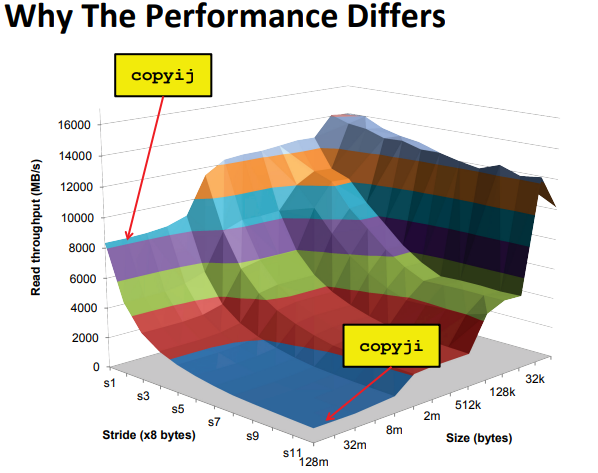 Why The Performance Differs
copyij
16000
14000
12000
10000
8000
6000
4000
2000
0
Read throughput (MB/s)
copyji
s1
s3
s5
s7
s9
s11
Stride (x8 bytes)
128m
32m
8m
2m
512k
128k
32k
Size (bytes)